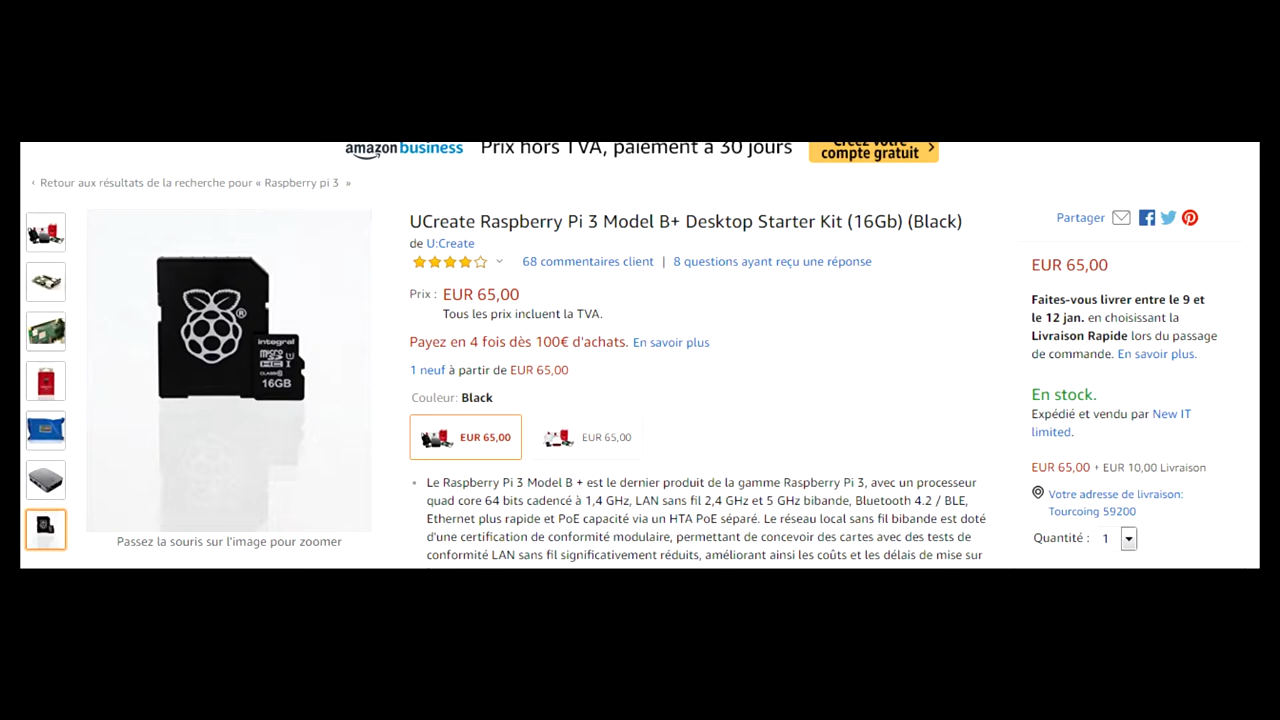 amazon business Prix hors TVA, paiement à 30 jours
Créez votre
compte gratuit
‹ Retour aux résultats de la recherche pour « Raspberry pi 3 »
®
integral
micro
HC I
CLASS10
16GB
Passez la souris sur l'image pour zoomer
UCreate Raspberry Pi 3 Model B+ Desktop Starter Kit (16Gb) (Black)
de U:Create
68 commentaires client | 8 questions ayant reçu une réponse
Prix : EUR 65,00
Tous les prix incluent la TVA.
Payez en 4 fois dès 100€ d'achats. En savoir plus
1 neuf à partir de EUR 65,00
Couleur: Black
EUR 65,00 EUR 65,00
• Le Raspberry Pi 3 Model B + est le dernier produit de la gamme Raspberry Pi 3, avec un processeur
quad core 64 bits cadencé à 1,4 GHz, LAN sans fil 2,4 GHz et 5 GHz bibande, Bluetooth 4.2 / BLE,
Ethernet plus rapide et PoE capacité via un HTA PoE séparé. Le réseau local sans fil bibande est doté
d'une certification de conformité modulaire, permettant de concevoir des cartes avec des tests de
conformité LAN sans fil significativement réduits, améliorant ainsi les coûts et les délais de mise sur
Partager
EUR 65,00
Faites-vous livrer entre le 9 et
le 12 jan. en choisissant la
Livraison Rapide lors du passage
de commande. En savoir plus.
En stock.
Expédié et vendu par New IT
limited.
EUR 65,00 + EUR 10,00 Livraison
Votre adresse de livraison:
Tourcoing 59200
Quantité : 1